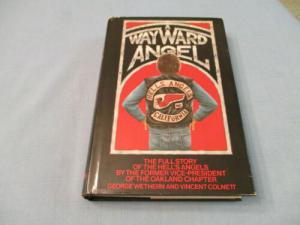 A
WAYWARD
ANGEL
HELLS ANGELS
CALIFORNIA
THE FULL STORY
OF THE HELL'S ANGELS
BY THE FORMER VICE-PRESIDENT
OF THE OAKLAND CHAPTER
GEORGE WETHERN AND VINCENT COLNETT